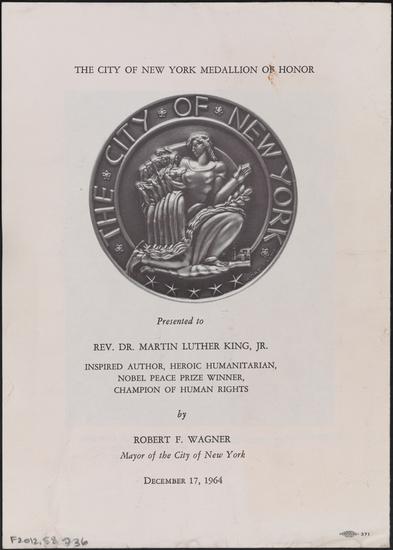 THE CITY OF NEW YORK MEDALLION OF HONOR
THE CITY OF NEW YORK
Presented to
REV. DR. MARTIN LUTHER KING, JR.
INSPIRED AUTHOR, HEROIC HUMANITARIAN,
NOBEL PEACE PRIZE WINNER,
CHAMPION OF HUMAN RIGHTS
by
ROBERT F. WAGNER
Mayor of the City of New York
DECEMBER 17, 1964
F2012.58.736
371